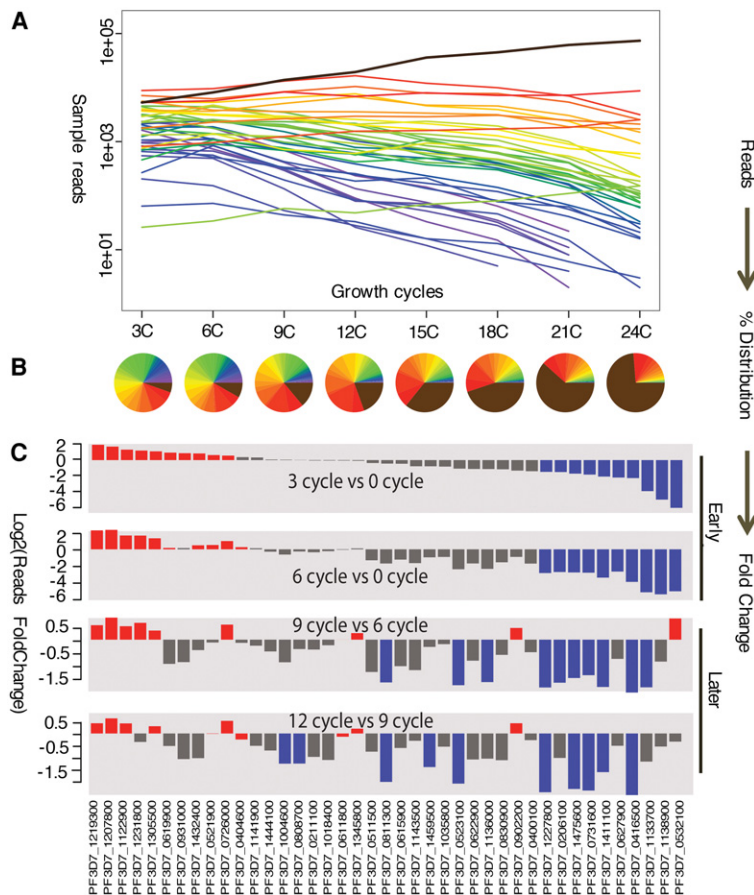 A
1e+05
1e+03
1e+01
Sample reads
Growth cycles
3C 6C 9C 12C 15C 18C 21C 24C
B
C
2
0
-2
-4
-6
3 cycle vs 0 cycle
2
0
-2
-4
-6
6 cycle vs 0 cycle
0.5
-0.5
-1.5
9 cycle vs 6 cycle
0.5
-0.5
-1.5
12 cycle vs 9 cycle
Log2(Reads FoldChange)
Early
Later
Reads
% Distribution
Fold Change
PF3D7_1219300
PF3D7_1207800
PF3D7_1122900
PF3D7_1231800
PF3D7_1305500
PF3D7_0619900
PF3D7_0931000
PF3D7_1432400
PF3D7_0521900
PF3D7_0726000
PF3D7_0404600
PF3D7_1141900
PF3D7_1444100
PF3D7_1004600
PF3D7_0808700
PF3D7_0211100
PF3D7_1018400
PF3D7_0611800
PF3D7_1345800
PF3D7_0511500
PF3D7_0811300
PF3D7_0615900
PF3D7_1143500
PF3D7_1459500
PF3D7_1035800
PF3D7_0523100
PF3D7_0622900
PF3D7_1136000
PF3D7_0830900
PF3D7_0902200
PF3D7_0400100
PF3D7_1227800
PF3D7_0206100
PF3D7_1475600
PF3D7_0731600
PF3D7_1411100
PF3D7_0627900
PF3D7_0416500
PF3D7_1133700
PF3D7_1138900
PF3D7_0532100